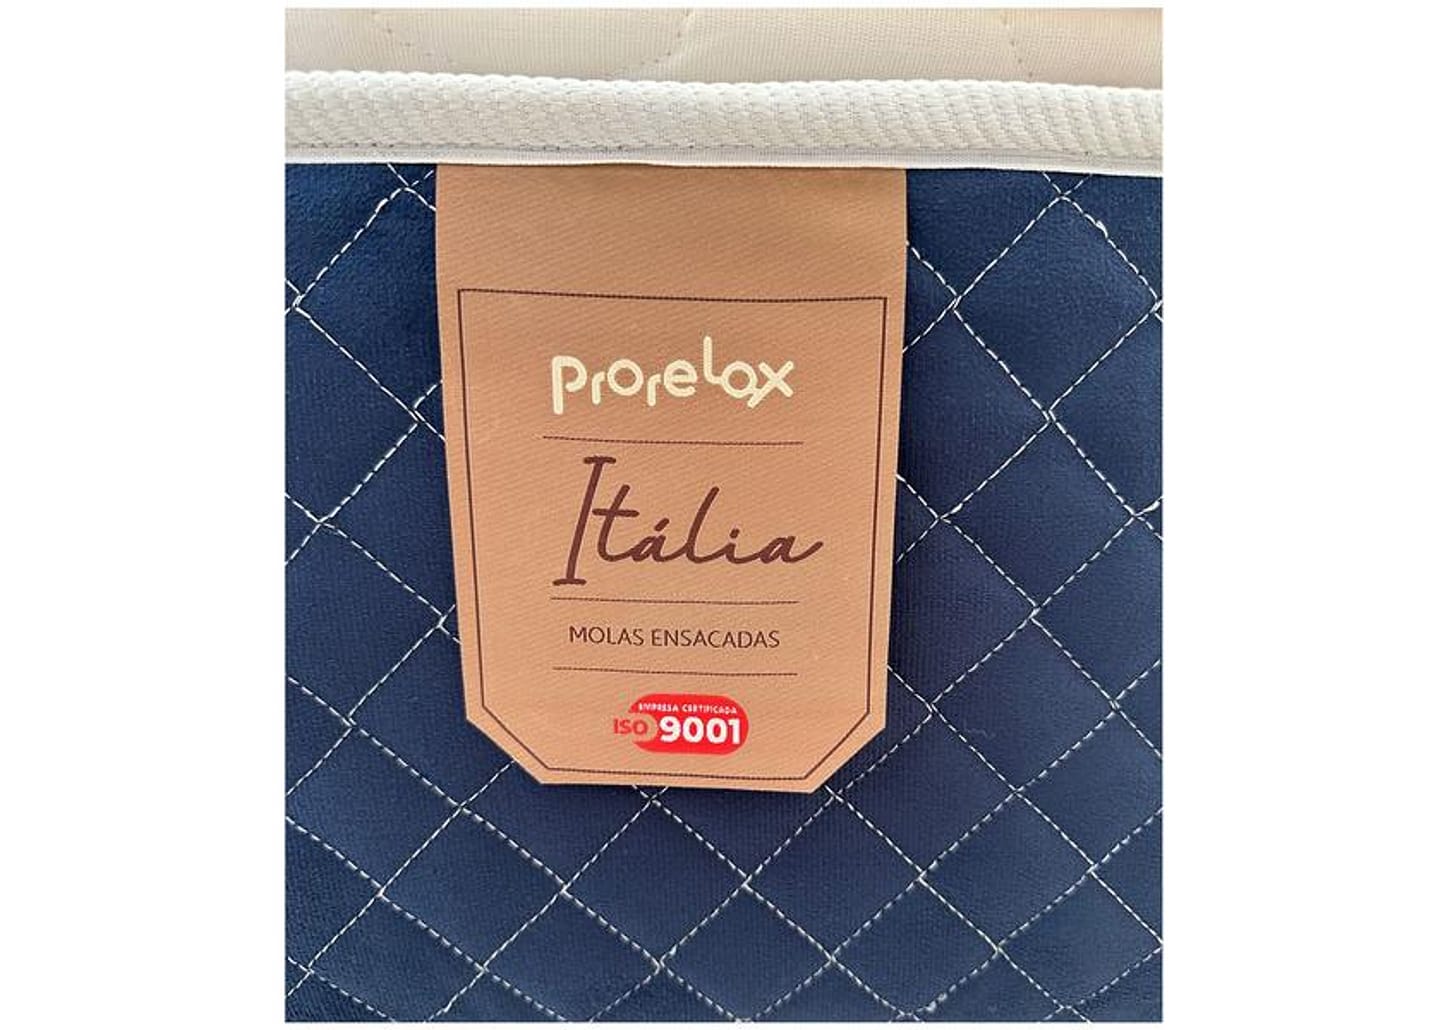 Prorelax
Itália
MOLAS ENSACADAS
EMPRESA CERTIFICADA
ISO 9001